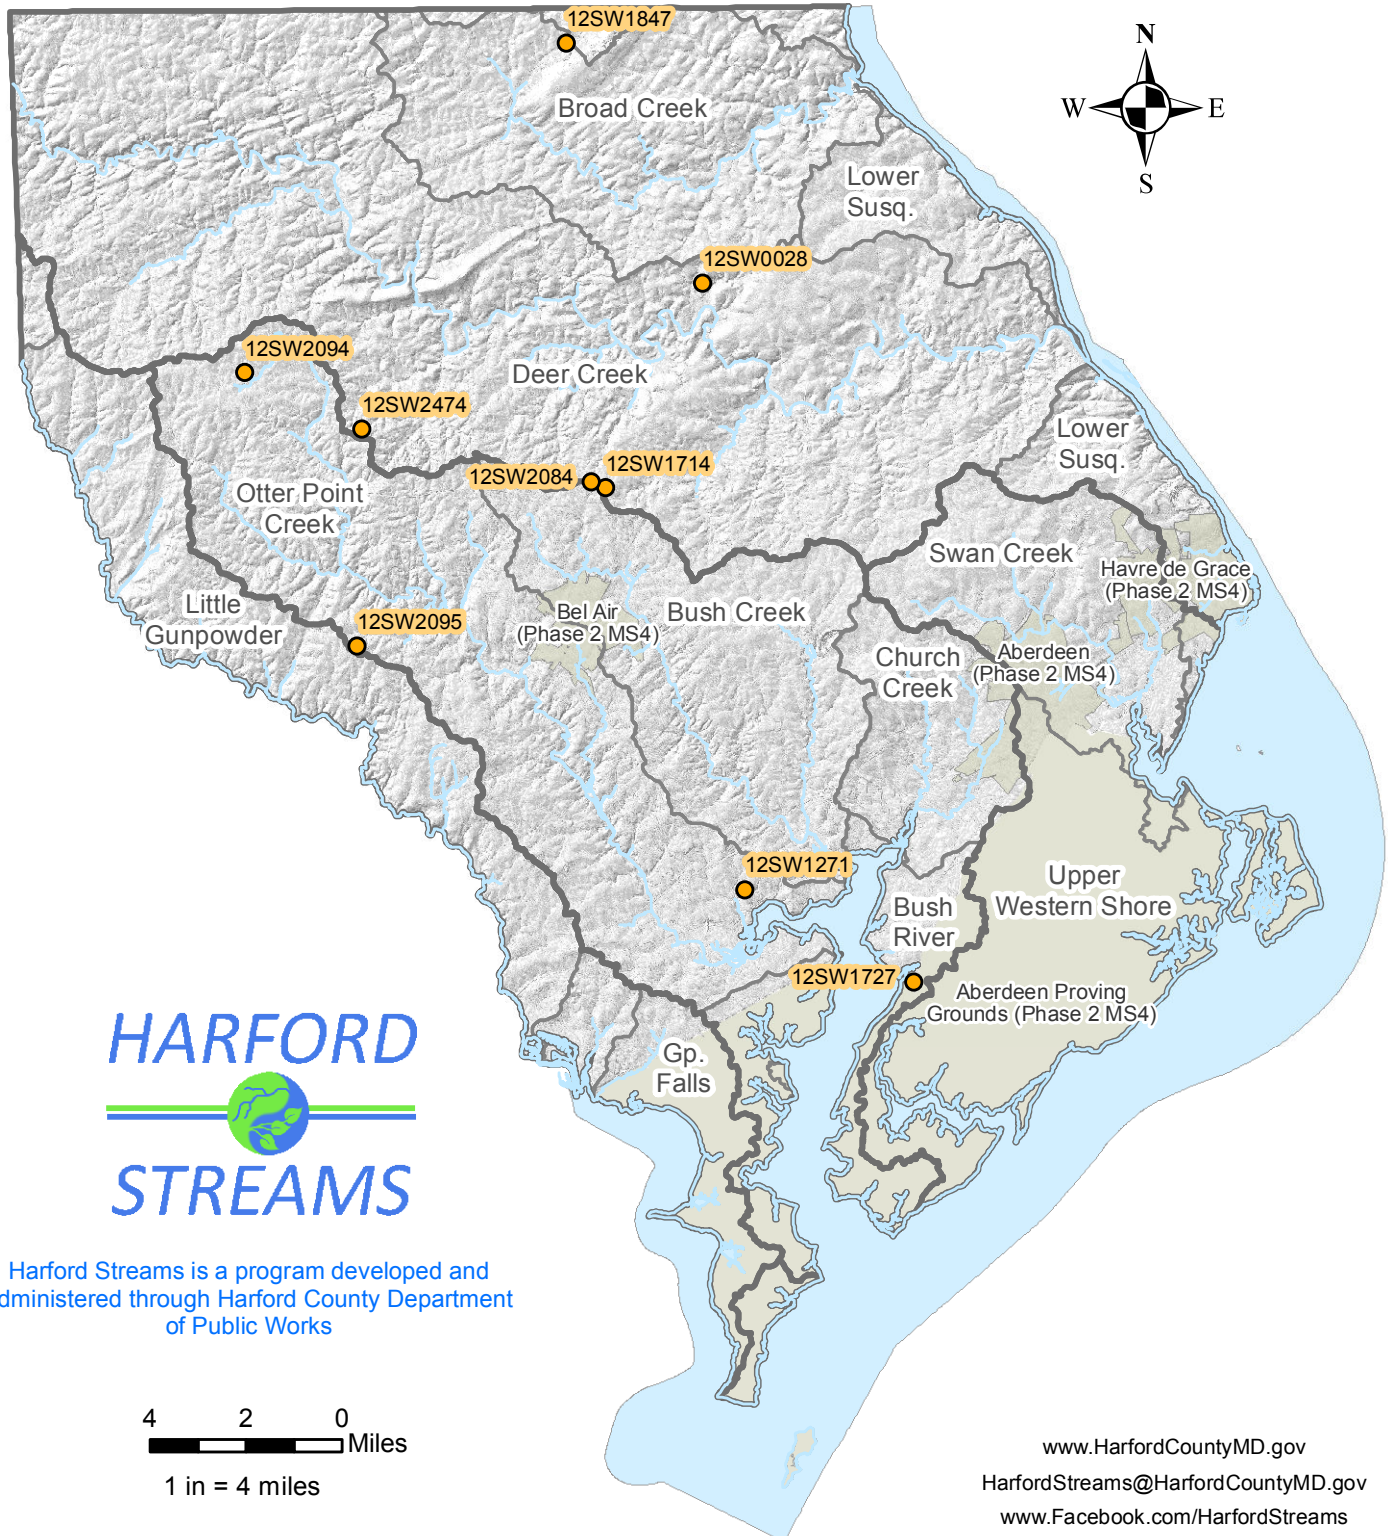 12SW1847
N
W
E
S
Broad Creek
Lower
Susq.
12SW0028
12SW2094
Deer Creek
12SW2474
Lower
Susq.
12SW2084
12SW1714
Otter Point
Creek
Swan Creek
Havre de Grace
(Phase 2 MS4)
Little
Gunpowder
12SW2095
Bel Air
(Phase 2 MS4)
Bush Creek
Church
Creek
Aberdeen
(Phase 2 MS4)
12SW1271
Bush
River
Upper
Western Shore
12SW1727
Aberdeen Proving
Grounds (Phase 2 MS4)
Gp.
Falls
HARFORD
STREAMS
Harford Streams is a program developed and
dministered through Harford County Department
of Public Works
4 2 0
Miles
1 in = 4 miles
www.HarfordCountyMD.gov
HarfordStreams@HarfordCountyMD.gov
www.Facebook.com/HarfordStreams